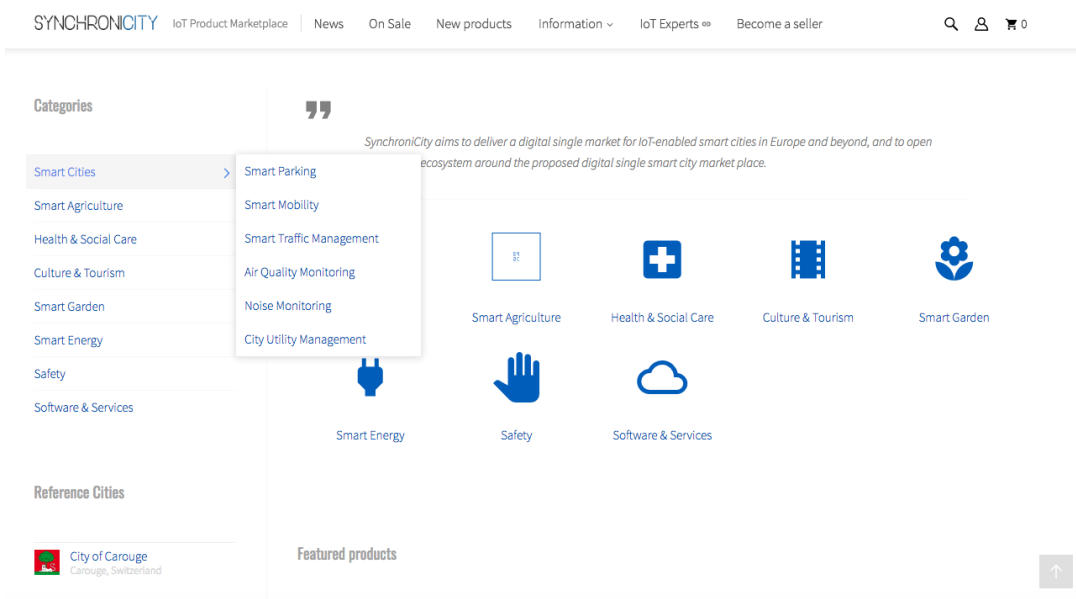 SYNCHRONICITY IoT Product Marketplace News On Sale New products Information IoT Experts Become a seller 0
Categories
Smart Cities
Smart Agriculture
Health & Social Care
Culture & Tourism
Smart Garden
Smart Energy
Safety
Software & Services
Smart Parking
Smart Mobility
Smart Traffic Management
Air Quality Monitoring
Noise Monitoring
City Utility Management
SynchroniCity aims to deliver a digital single market for IoT-enabled smart cities in Europe and beyond, and to open
ecosystem around the proposed digital single smart city market place.
Smart Agriculture
Health & Social Care
Culture & Tourism
Smart Garden
Smart Energy
Safety
Software & Services
Reference Cities
City of Carouge
Carouge, Switzerland
Featured products